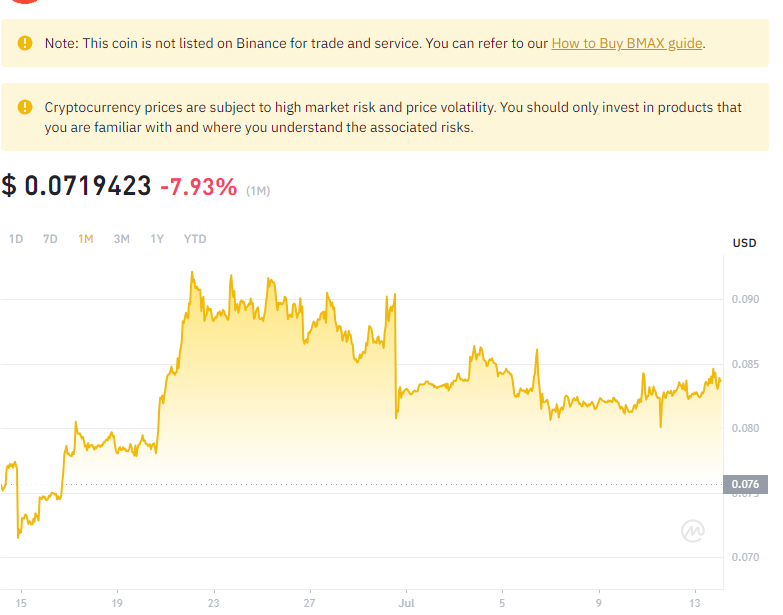 Note: This coin is not listed on Binance for trade and service. You can refer to our How to Buy BMAX guide.
Cryptocurrency prices are subject to high market risk and price volatility. You should only invest in products that
you are familiar with and where you understand the associated risks.
$ 0.0719423 -7.93% (1M)
1D 7D 1M 3M 1Y YTD
USD
0.090
0.085
0.080
0.076
0.075
0.070
15 19 23 27 Jul 5 9 13